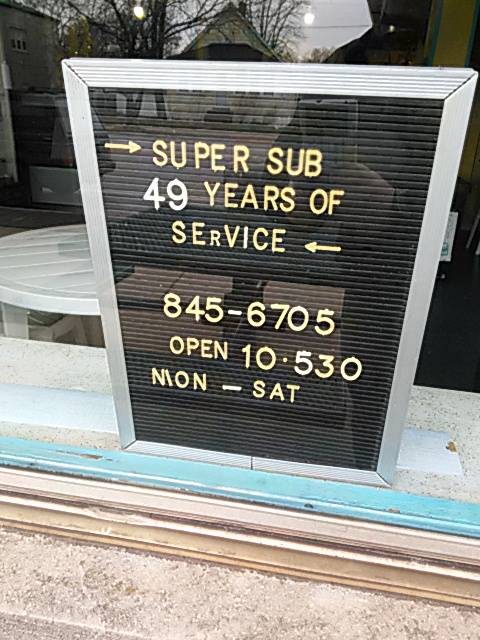 → SUPER SUB
49 YEARS OF
SERVICE ←
845-6705
OPEN 10·530
MON – SAT